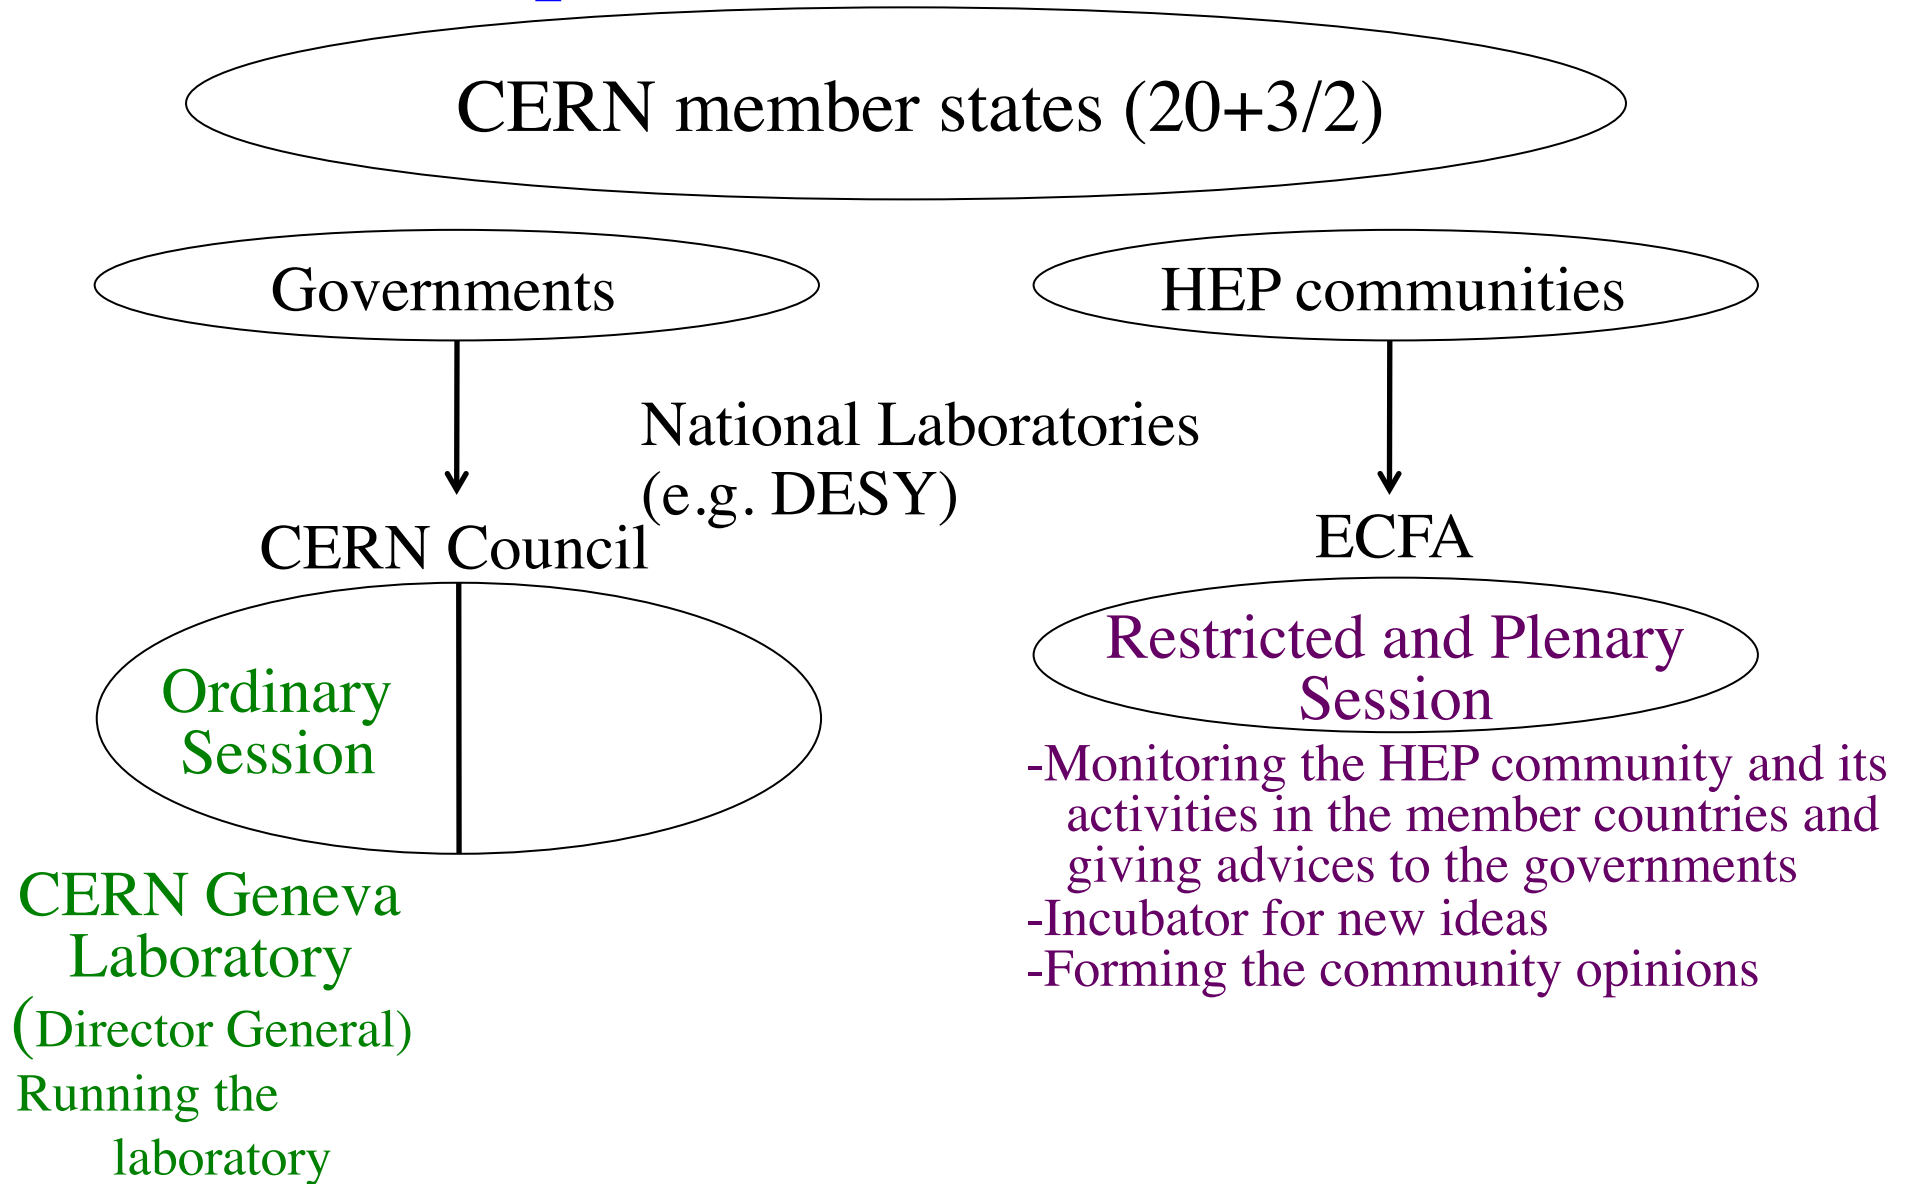 CERN member states (20+3/2)
Governments
HEP communities
National Laboratories
(e.g. DESY)
CERN Council
ECFA
Ordinary
Session
Restricted and Plenary
Session
CERN Geneva
Laboratory
(Director General)
Running the
laboratory
-Monitoring the HEP community and its
activities in the member countries and
giving advices to the governments
-Incubator for new ideas
-Forming the community opinions